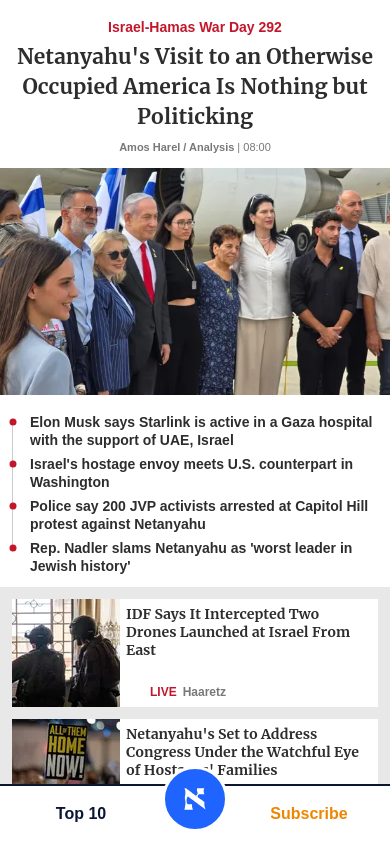 Israel-Hamas War Day 292
Netanyahu's Visit to an Otherwise
Occupied America Is Nothing but
Politicking
Amos Harel / Analysis | 08:00
Elon Musk says Starlink is active in a Gaza hospital
with the support of UAE, Israel
Israel's hostage envoy meets U.S. counterpart in
Washington
Police say 200 JVP activists arrested at Capitol Hill
protest against Netanyahu
Rep. Nadler slams Netanyahu as 'worst leader in
Jewish history'
IDF Says It Intercepted Two
Drones Launched at Israel From
East
LIVE Haaretz
ALL OF THEM
HOME
NOW!
Netanyahu's Set to Address
Congress Under the Watchful Eye
of Families
Top 10
Subscribe